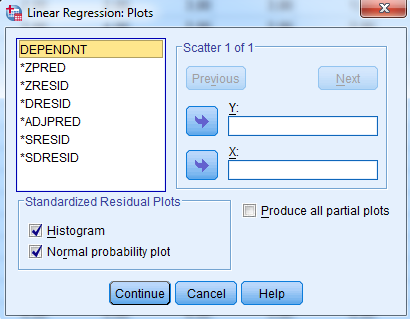 Linear Regression: Plots
DEPENDNT
*ZPRED
*ZRESID
*DRESID
*ADJPRED
*SRESID
*SDRESID
Scatter 1 of 1
Previous Next
Y:
X:
Standardized Residual Plots
Histogram
Normal probability plot
Produce all partial plots
Continue Cancel Help